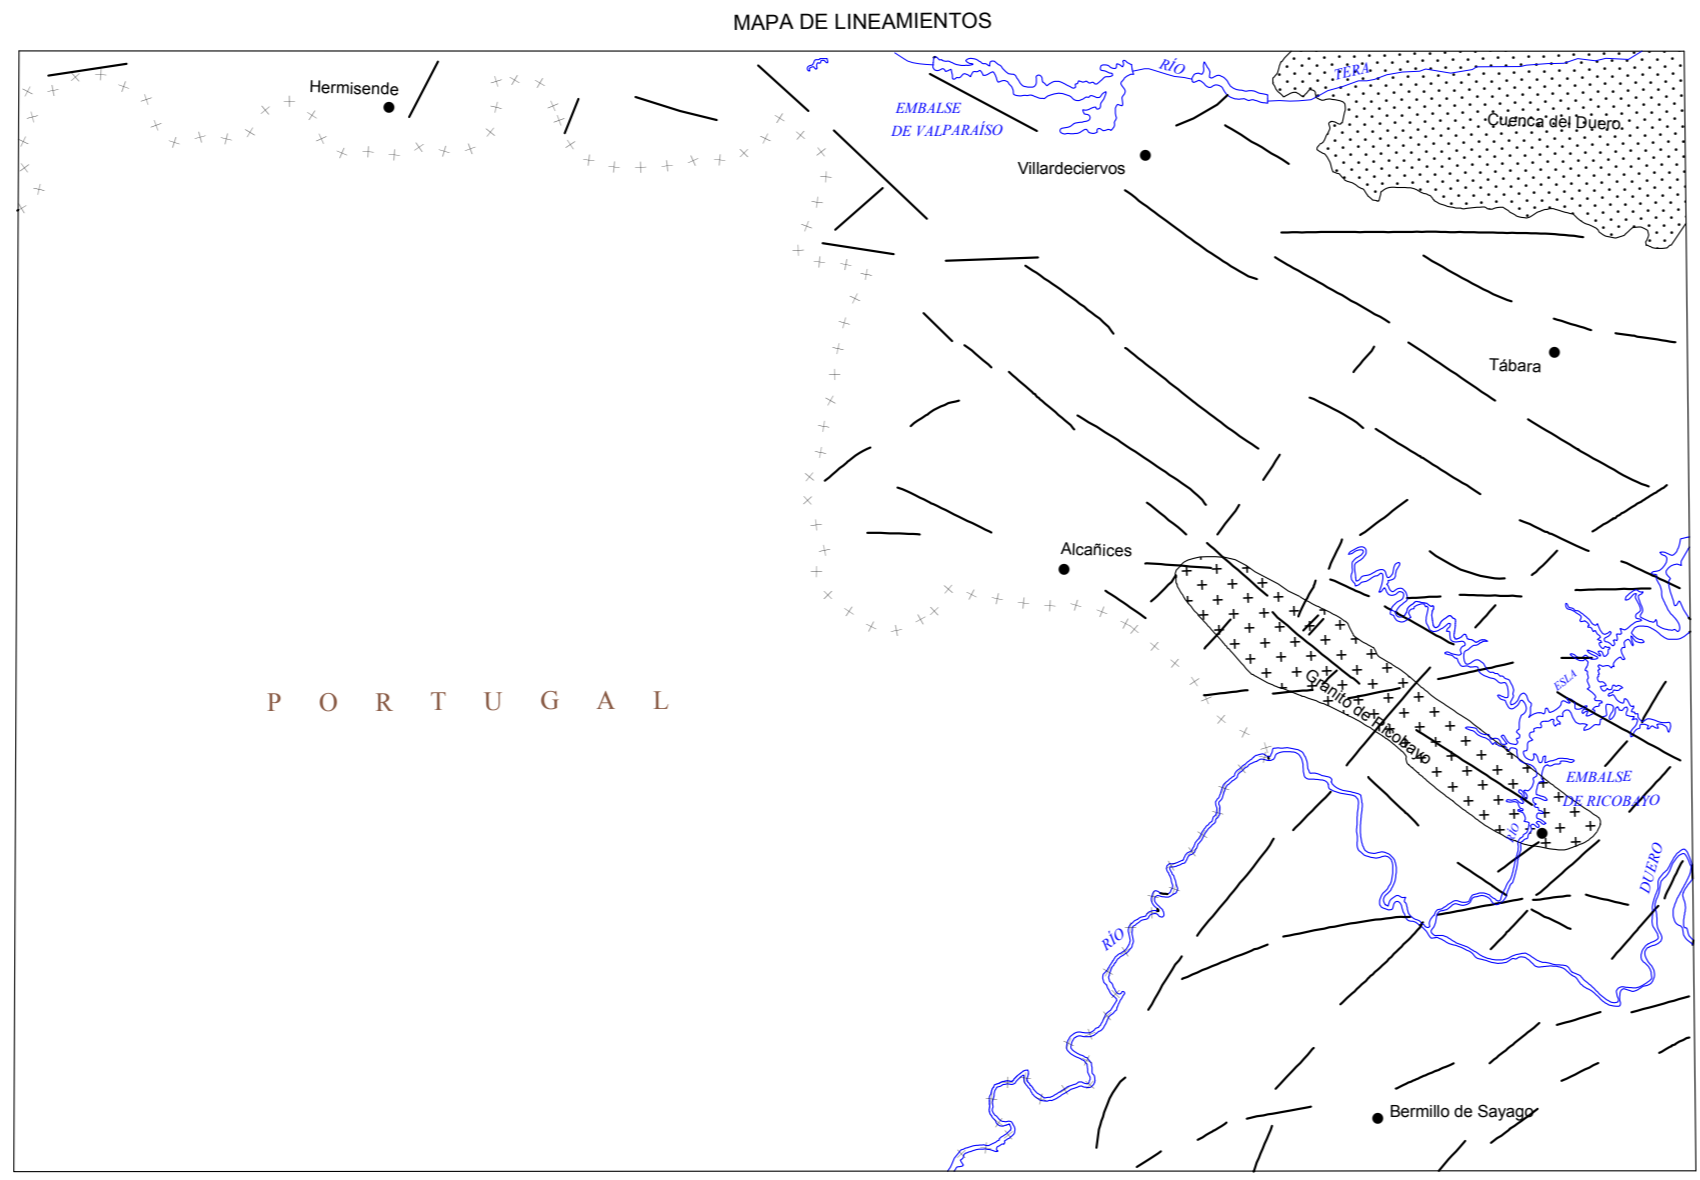 MAPA DE LINEAMIENTOS
Hermisende
EMBALSE
DE VALPARAÍSO
RÍO
TERA
Cuenca del Duero
Villardeciervos
Tábara
Alcañices
PORTUGAL
Granito de Ricobayo
ESLA
EMBALSE
DE RICOBAYO
RÍO
DUERO
RÍO
Bermillo de Sayago